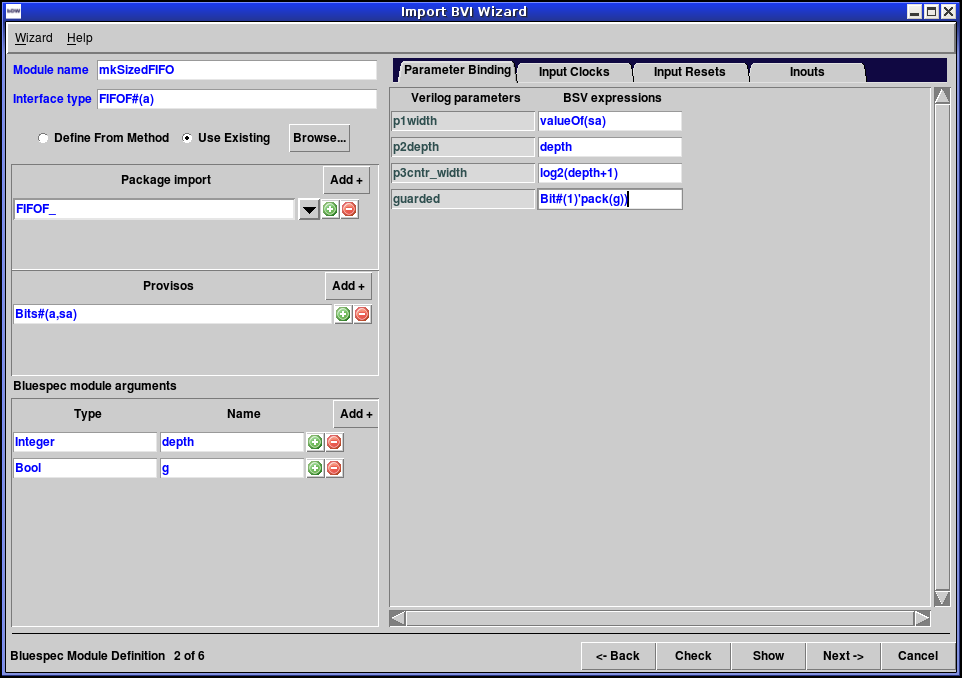 Import BVI Wizard
Wizard Help
Module name mkSizedFIFO
Interface type FIFOF#(a)
Define From Method Use Existing Browse...
Package import Add +
FIFOF_
Provisos Add +
Bits#(a,sa)
Bluespec module arguments
Type Name Add +
Integer depth
Bool g
Parameter Binding Input Clocks Input Resets Inouts
Verilog parameters BSV expressions
p1width valueOf(sa)
p2depth depth
p3cntr_width log2(depth+1)
guarded Bit#(1)'pack(g))
Bluespec Module Definition 2 of 6
<- Back Check Show Next -> Cancel